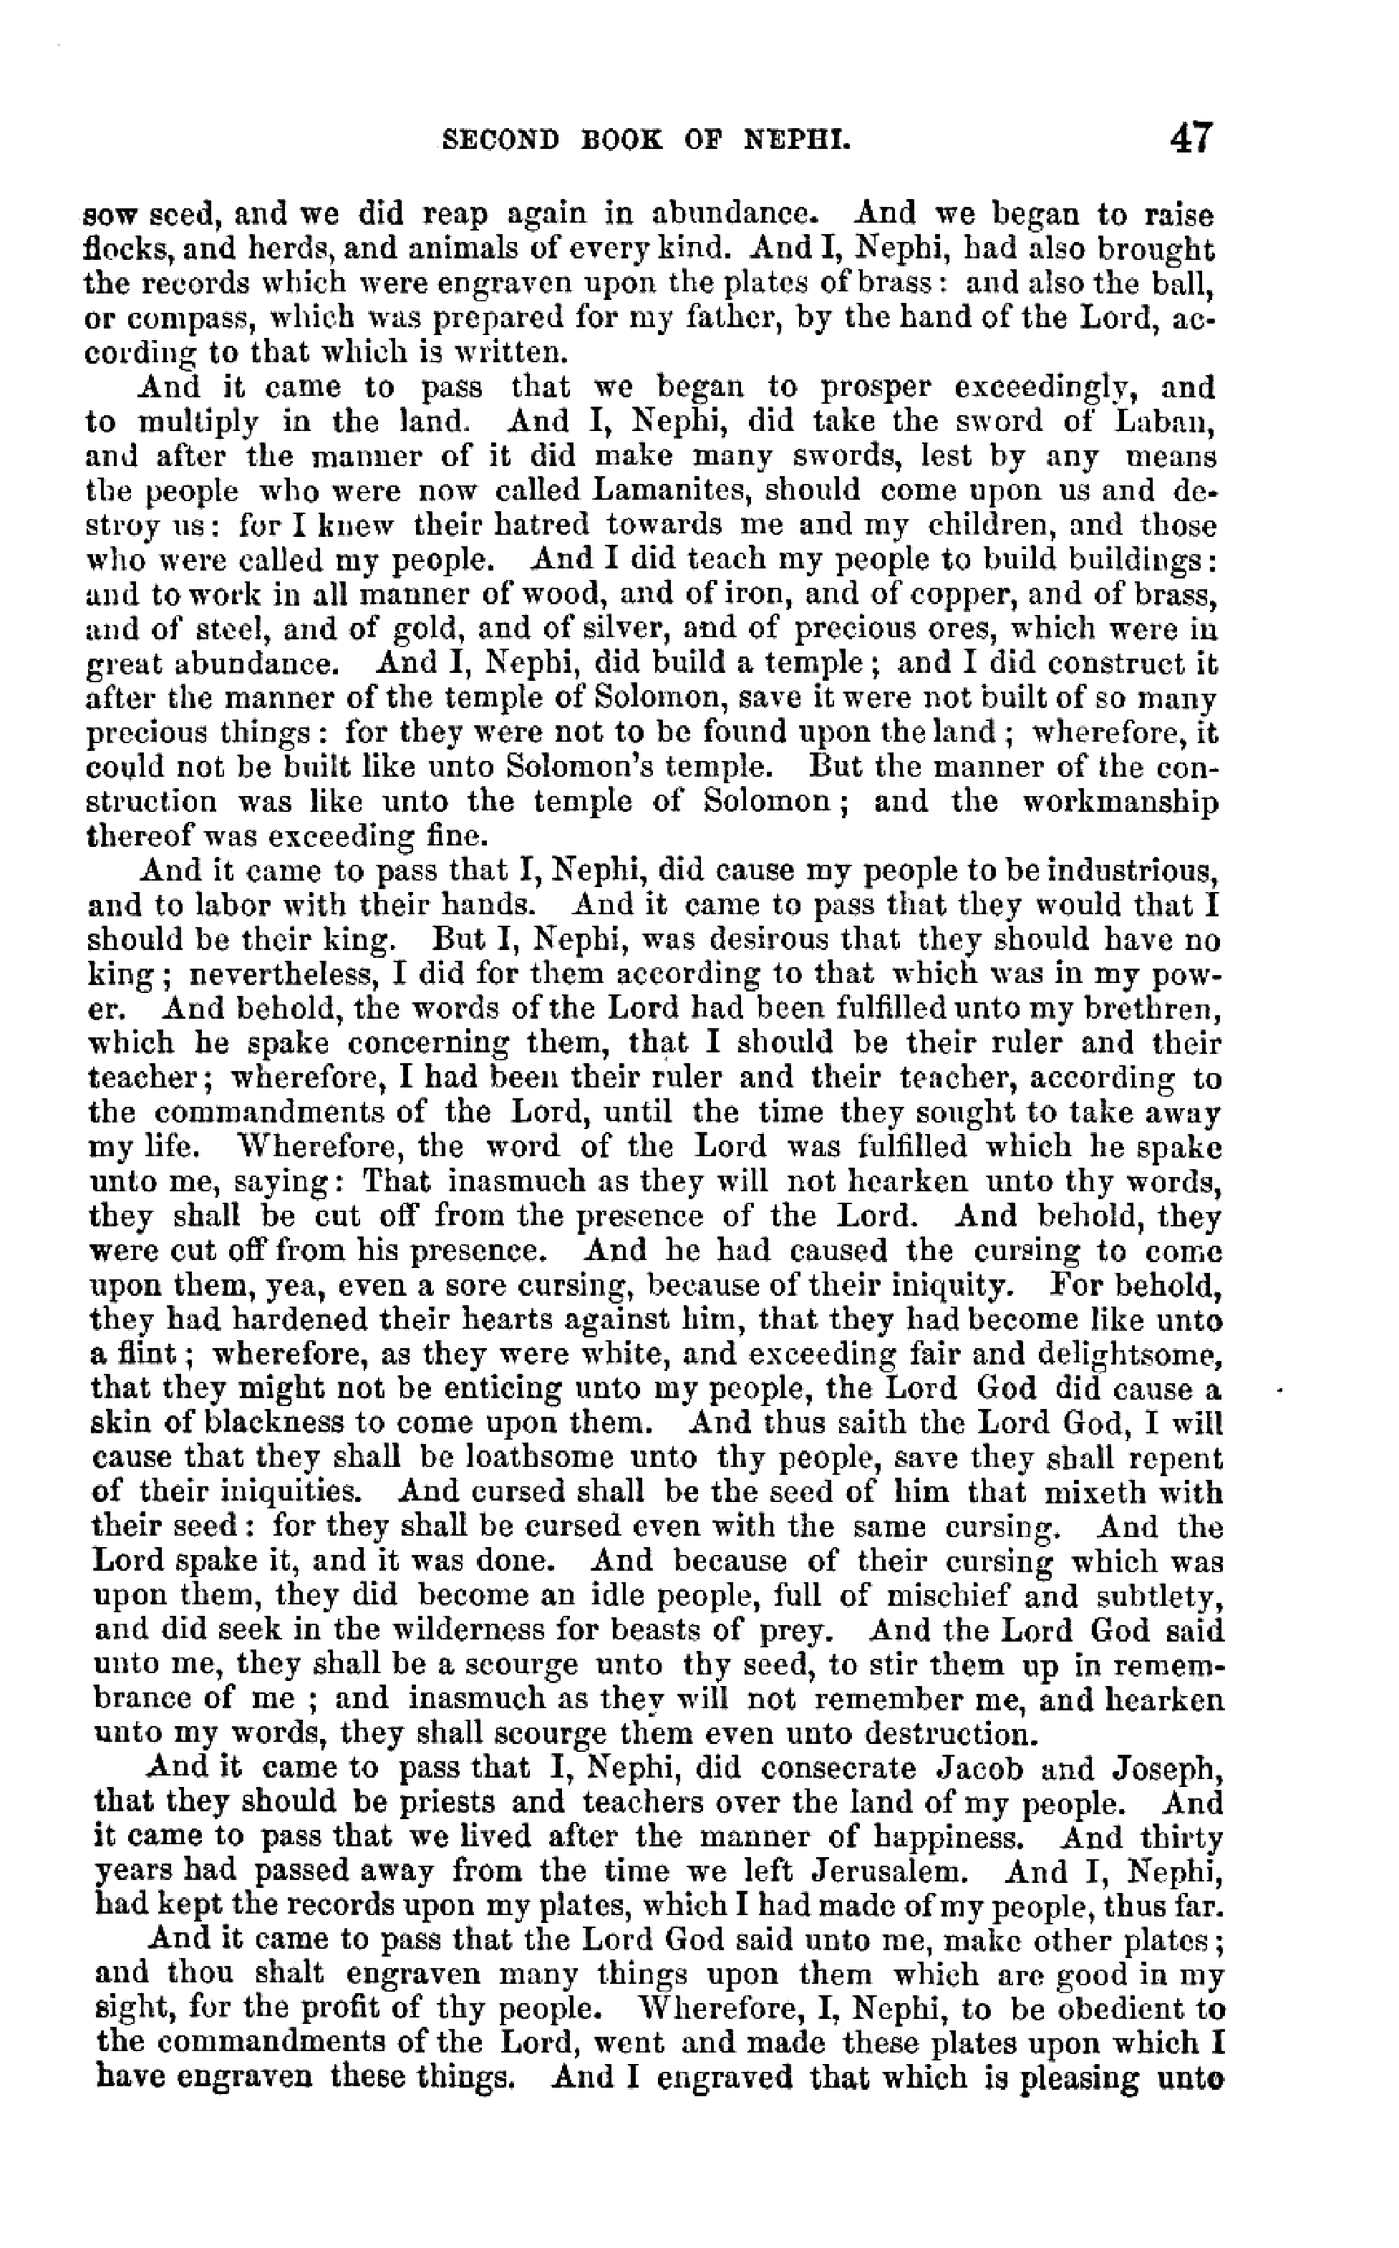 SECOND BOOK OF NEPHI. 47
sow seed, and we did reap again in abundance. And we began to raise
flocks, and herds, and animals of every kind. And I, Nephi, had also brought
the records which were engraven upon the plates of brass: and also the ball,
or compass, which was prepared for my father, by the hand of the Lord, ac-
cording to that which is written.
And it came to pass that we began to prosper exceedingly, and
to multiply in the land. And I, Nephi, did take the sword of Laban,
and after the manner of it did make many swords, lest by any means
the people who were now called Lamanites, should come upon us and de-
stroy us: for I knew their hatred towards me and my children, and those
who were called my people. And I did teach my people to build buildings:
and to work in all manner of wood, and of iron, and of copper, and of brass,
and of steel, and of gold, and of silver, and of precious ores, which were in
great abundance. And I, Nephi, did build a temple; and I did construct it
after the manner of the temple of Solomon, save it were not built of so many
precious things: for they were not to be found upon the land; wherefore, it
could not be built like unto Solomon's temple. But the manner of the con-
struction was like unto the temple of Solomon; and the workmanship
thereof was exceeding fine.
And it came to pass that I, Nephi, did cause my people to be industrious,
and to labor with their hands. And it came to pass that they would that I
should be their king. But I, Nephi, was desirous that they should have no
king; nevertheless, I did for them according to that which was in my pow-
er. And behold, the words of the Lord had been fulfilled unto my brethren,
which he spake concerning them, that I should be their ruler and their
teacher; wherefore, I had been their ruler and their teacher, according to
the commandments of the Lord, until the time they sought to take away
my life. Wherefore, the word of the Lord was fulfilled which he spake
unto me, saying: That inasmuch as they will not hearken unto thy words,
they shall be cut off from the presence of the Lord. And behold, they
were cut off from his presence. And he had caused the cursing to come
upon them, yea, even a sore cursing, because of their iniquity. For behold,
they had hardened their hearts against him, that they had become like unto
a flint; wherefore, as they were white, and exceeding fair and delightsome,
that they might not be enticing unto my people, the Lord God did cause a
skin of blackness to come upon them. And thus saith the Lord God, I will
cause that they shall be loathsome unto thy people, save they shall repent
of their iniquities. And cursed shall be the seed of him that mixeth with
their seed: for they shall be cursed even with the same cursing. And the
Lord spake it, and it was done. And because of their cursing which was
upon them, they did become an idle people, full of mischief and subtlety,
and did seek in the wilderness for beasts of prey. And the Lord God said
unto me, they shall be a scourge unto thy seed, to stir them up in remem-
brance of me; and inasmuch as they will not remember me, and hearken
unto my words, they shall scourge them even unto destruction.
And it came to pass that I, Nephi, did consecrate Jacob and Joseph,
that they should be priests and teachers over the land of my people. And
it came to pass that we lived after the manner of happiness. And thirty
years had passed away from the time we left Jerusalem. And I, Nephi,
had kept the records upon my plates, which I had made of my people, thus far.
And it came to pass that the Lord God said unto me, make other plates;
and thou shalt engraven many things upon them which are good in my
sight, for the profit of thy people. Wherefore, I, Nephi, to be obedient to
the commandments of the Lord, went and made these plates upon which I
have engraven these things. And I engraved that which is pleasing unto